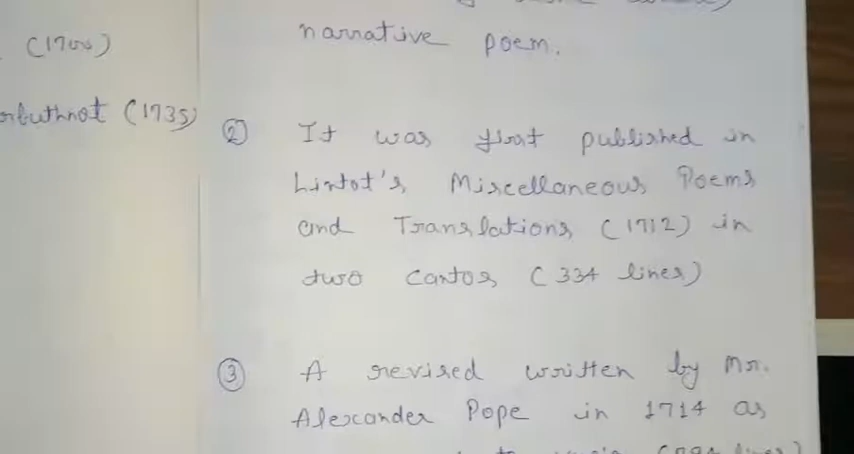 (1700)
arbuthnot (1735)
narrative poem.
② It was first published in
Lintot's Miscellaneous Poems
and Translations (1712) in
two Cantos (334 lines)
③ A revised written by Mr.
Alexander Pope in 1714 as